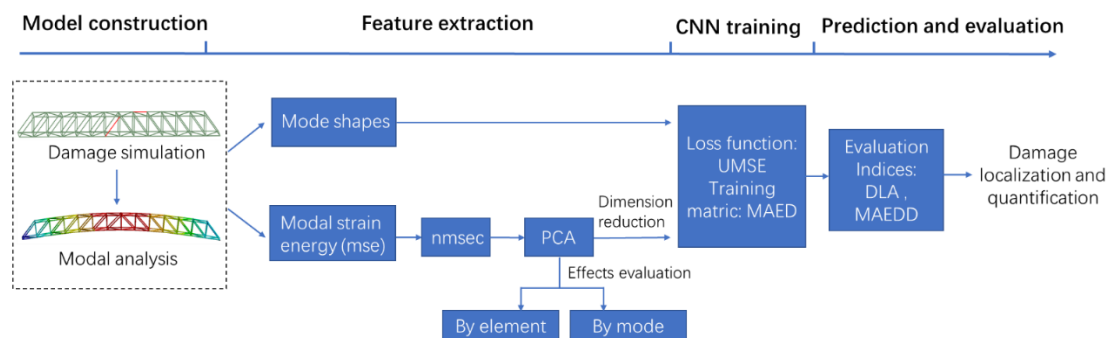 Model construction
Feature extraction
CNN training
Prediction and evaluation
Damage simulation
Modal analysis
Mode shapes
Modal strain
energy (mse)
nmsec
PCA
Dimension
reduction
Effects evaluation
By element
By mode
Loss function:
UMSE
Training
matric: MAED
Evaluation
Indices:
DLA ,
MAEDD
Damage
localization and
quantification